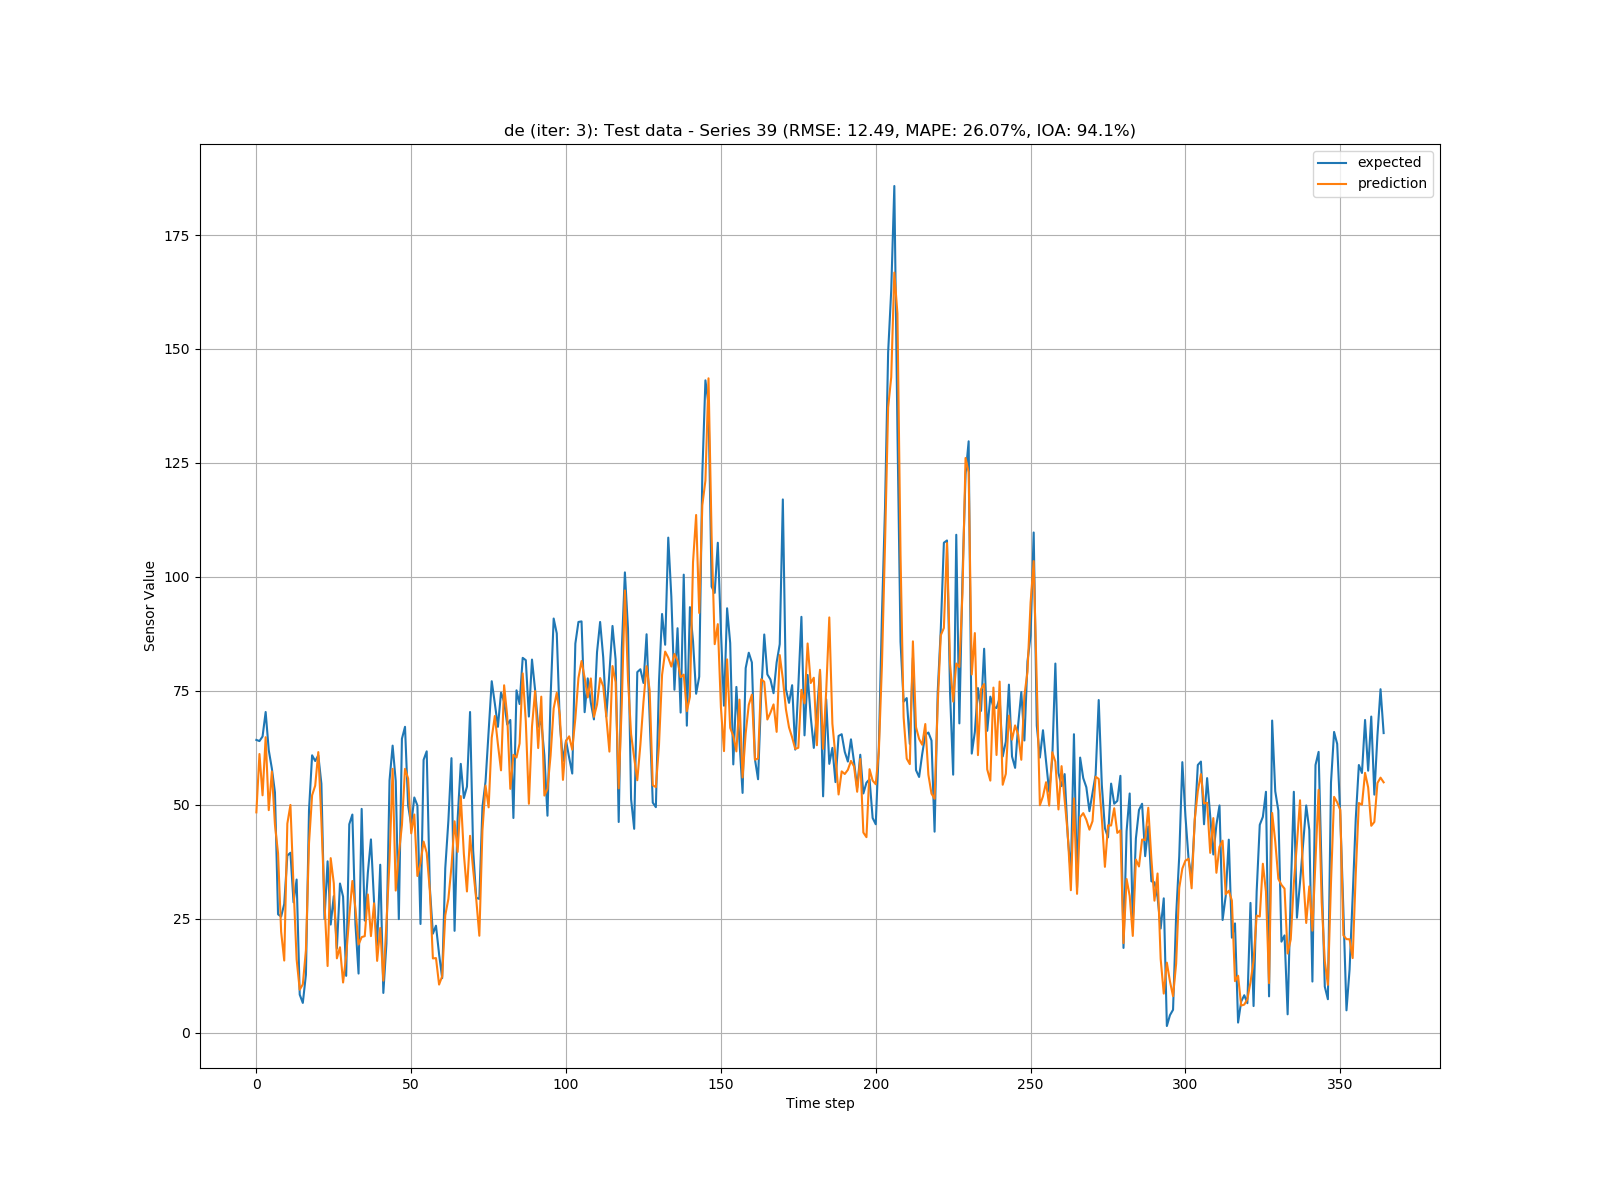 de (iter: 3): Test data - Series 39 (RMSE: 12.49, MAPE: 26.07%, IOA: 94.1%)
expected
prediction
175
150
125
100
75
50
25
0
Sensor Value
0 50 100 150 200 250 300 350
Time step